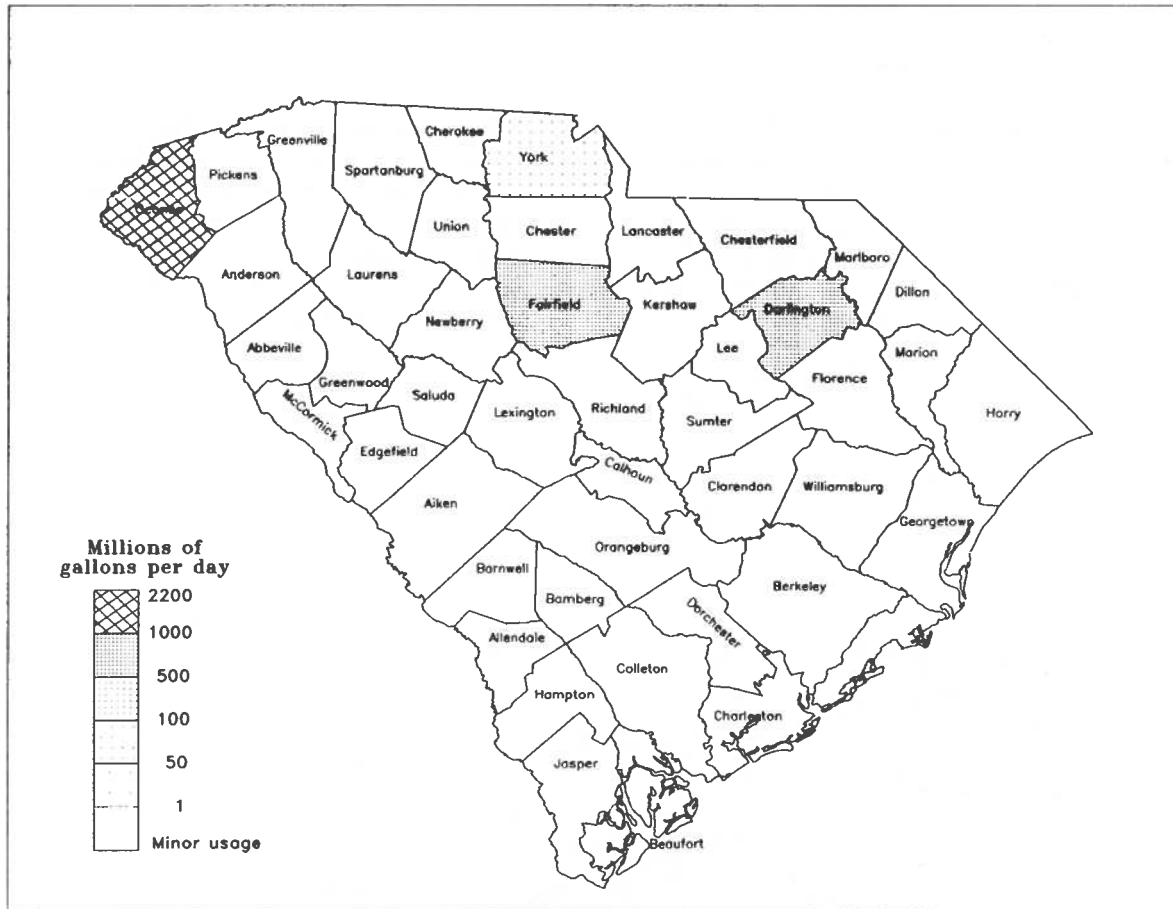 Cherokee
Greenville
York
Pickens
Spartanburg
Union
Chester
Lancaster
Chesterfield
Marlboro
Anderson
Laurens
Dillon
Fairfield
Kershaw
Darlington
Newberry
Abbeville
Lee
Marion
Greenwood
Florence
McCormick
Saluda
Lexington
Richland
Sumter
Horry
Edgefield
Calhoun
Aiken
Clarendon
Williamsburg
Georgetown
Orangeburg
Barnwell
Bamberg
Berkeley
Dorchester
Allendale
Colleton
Hampton
Charleston
Jasper
Beaufort
Millions of
gallons per day
2200
1000
500
100
50
1
Minor usage